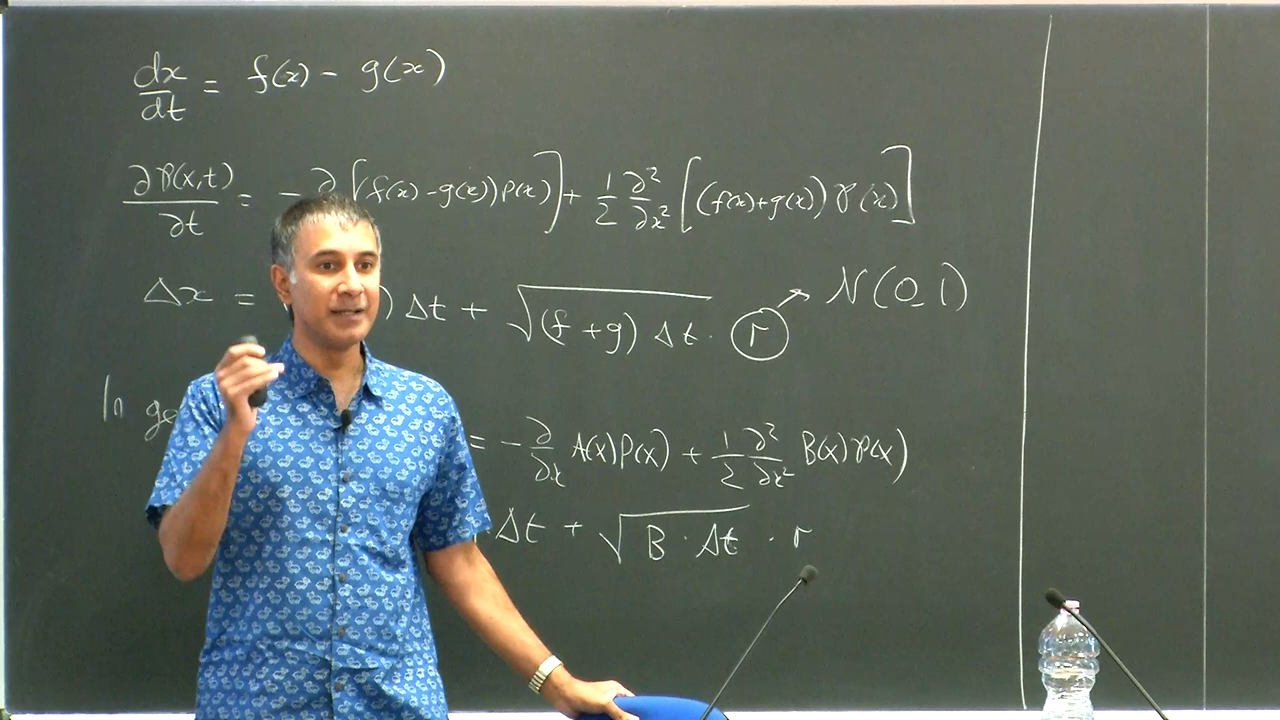 dx/dt = f(x) - g(x)
∂P(x,t)/∂t = - ∂ [f(x) - g(x))P(x)] + 1/2 ∂²/∂x² [(f(x)+g(x)) P(x)]
Δx = ) Δt + √((f + g) Δt) · r → N(0,1)
In = - ∂/∂x A(x)P(x) + 1/2 ∂²/∂x² B(x)P(x)
· Δt + √(B · Δt) · r